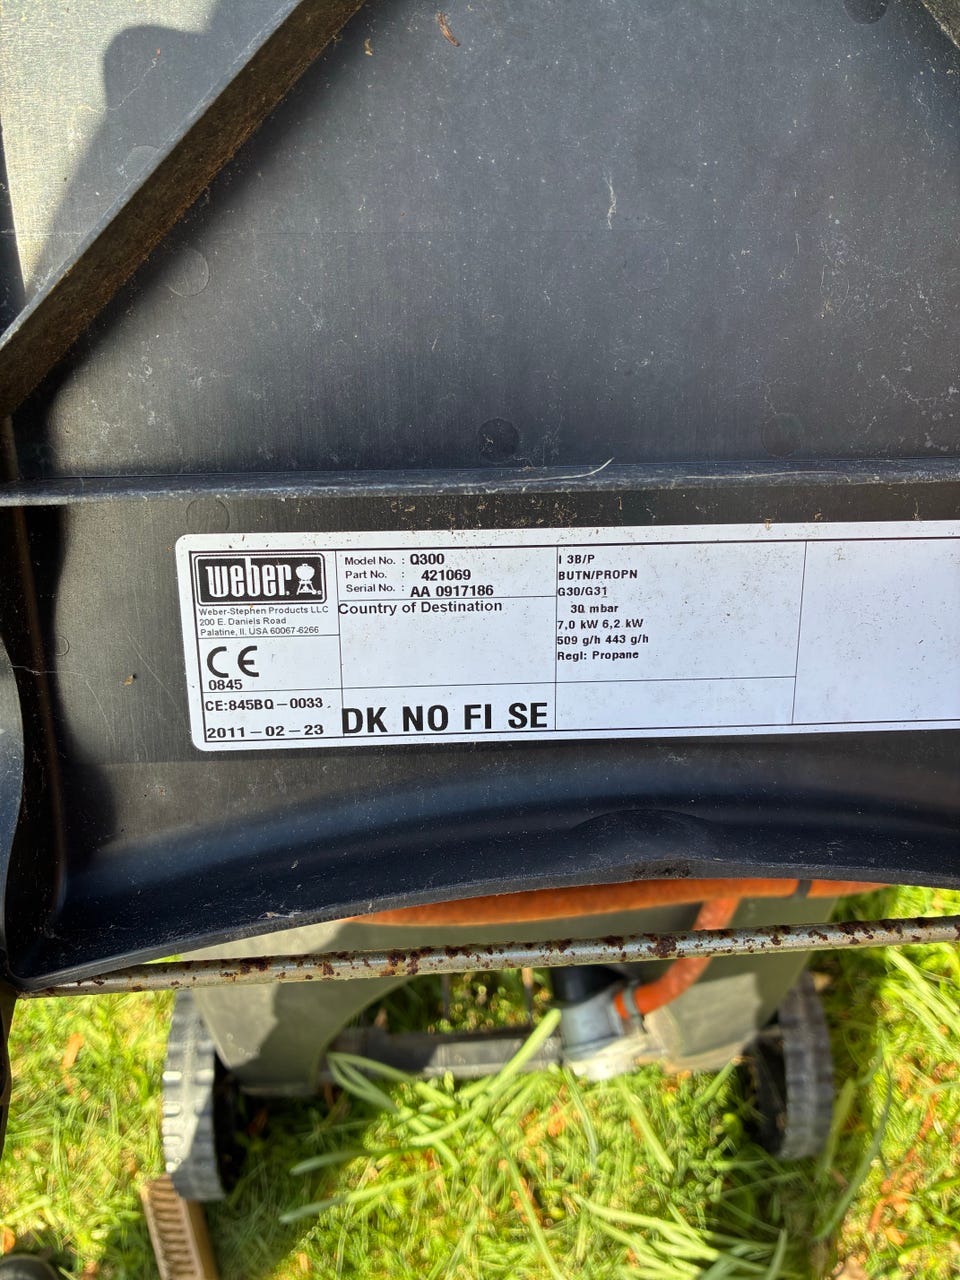 weber
Weber-Stephen Products LLC
200 E. Daniels Road
Palatine, Il. USA 60067-6266
CE
0845
CE:845BQ-0033
2011-02-23
Model No. : Q300
Part No. : 421069
Serial No. : AA 0917186
Country of Destination
DK NO FI SE
I 3B/P
BUTN/PROPN
G30/G31
30 mbar
7,0 kW 6,2 kW
509 g/h 443 g/h
Regl: Propane